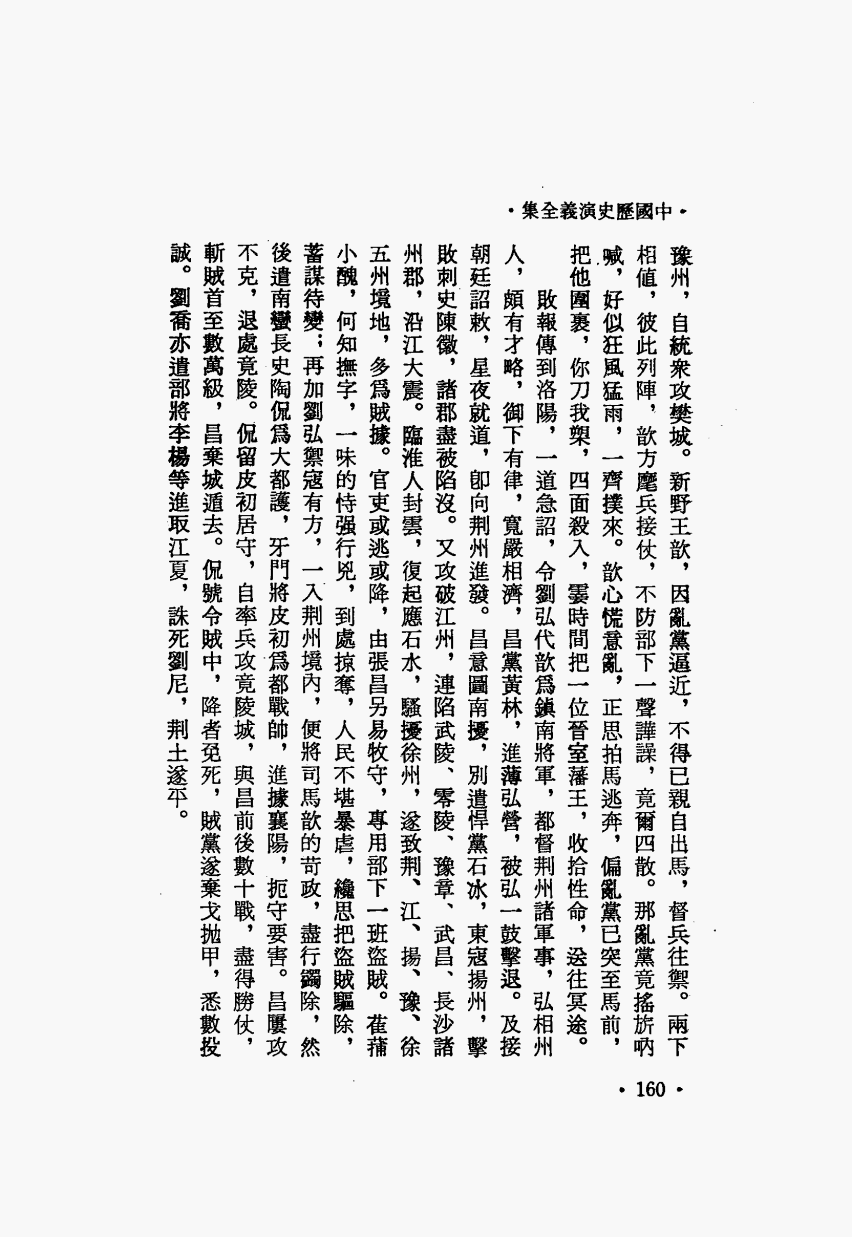 ·中國歷史演義全集·
豫州，自統衆攻樊城。新野王歆，因亂黨逼近，不得已親自出馬，督兵往禦。兩下
相值，彼此列陣，歆方麾兵接仗，不防部下一聲譁譟，竟爾四散。那亂黨竟搖旂吶
喊，好似狂風猛雨，一齊撲來。歆心慌意亂，正思拍馬逃奔，偏亂黨已突至馬前，
把他圍裹，你刀我槊，四面殺入，霎時間把一位晉室藩王，收拾性命，送往冥途。
敗報傳到洛陽，一道急詔，令劉弘代歆爲鎮南將軍，都督荆州諸軍事，弘相州
人，頗有才略，御下有律，寬嚴相濟，昌黨黃林，進薄弘營，被弘一鼓擊退。及接
朝廷詔敕，星夜就道，卽向荆州進發。昌意圖南擾，別遣悍黨石冰，東寇揚州，擊
敗刺史陳徽，諸郡盡被陷沒。又攻破江州，連陷武陵、零陵、豫章、武昌、長沙諸
州郡，沿江大震。臨淮人封雲，復起應石氷，騷擾徐州，遂致荆、江、揚、豫、徐
五州境地，多爲賊據。官吏或逃或降，由張昌另易牧守，專用部下一班盜賊。萑蒲
小醜，何知撫字，一味的恃强行兇，到處掠奪，人民不堪暴虐，纔思把盜賊驅除，
蓄謀待變；再加劉弘禦寇有方，一入荆州境內，便將司馬歆的苛政，盡行蠲除，然
後遣南蠻長史陶侃爲大都護，牙門將皮初爲都戰帥，進據襄陽，扼守要害。昌屢攻
不克，退處竟陵。侃留皮初居守，自率兵攻竟陵城，與昌前後數十戰，盡得勝仗，
斬賊首至數萬級，昌棄城遁去。侃號令賊中，降者免死，賊黨遂棄戈拋甲，悉數投
誠。劉喬亦遣部將李楊等進取江夏，誅死劉尼，荆土遂平。
·160·